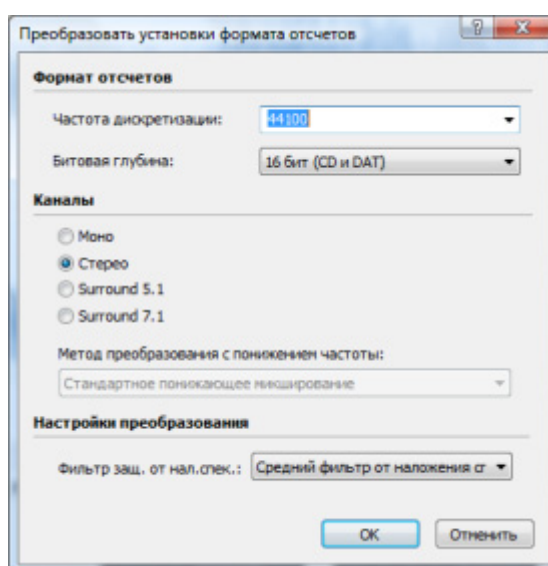 Преобразовать установки формата отсчетов
Формат отсчетов
Частота дискретизации: 44100
Битовая глубина: 16 бит (CD и DAT)
Каналы
Моно
Стерео
Surround 5.1
Surround 7.1
Метод преобразования с понижением частоты:
Стандартное понижающее микширование
Настройки преобразования
Фильтр защ. от нал.спек.: Средний фильтр от наложения сг
OK Отменить